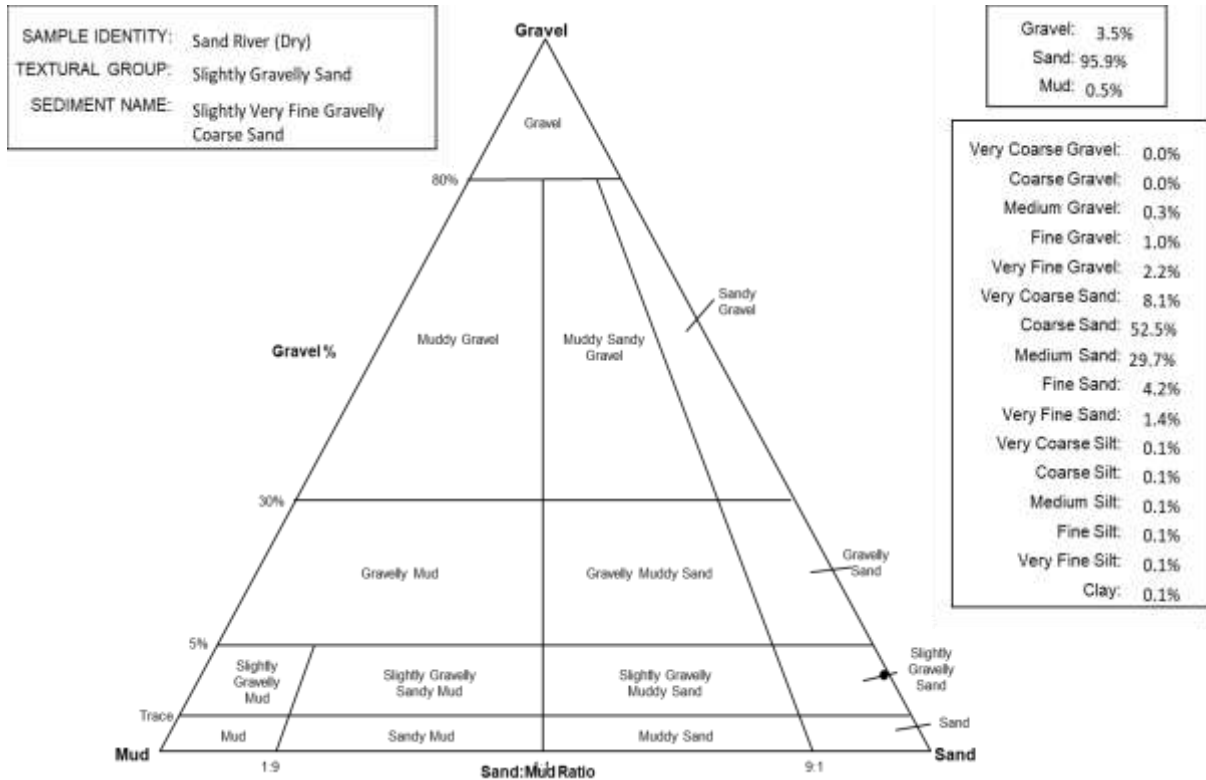 SAMPLE IDENTITY: Sand River (Dry)
TEXTURAL GROUP: Slightly Gravelly Sand
SEDIMENT NAME: Slightly Very Fine Gravelly
Coarse Sand
Gravel
Gravel: 3.5%
Sand: 95.9%
Mud: 0.5%
Gravel
80%
Sandy
Gravel
Muddy Gravel
Muddy Sandy
Gravel
Gravel %
30%
Gravelly Mud
Gravelly Muddy Sand
Gravelly
Sand
5%
Slightly
Gravelly
Mud
Slightly Gravelly
Sandy Mud
Slightly Gravelly
Muddy Sand
Slightly
Gravelly
Sand
Trace
Mud
Sandy Mud
Muddy Sand
Sand
Mud
Sand
1:9
Sand:Mud Ratio
9:1
Very Coarse Gravel: 0.0%
Coarse Gravel: 0.0%
Medium Gravel: 0.3%
Fine Gravel: 1.0%
Very Fine Gravel: 2.2%
Very Coarse Sand: 8.1%
Coarse Sand: 52.5%
Medium Sand: 29.7%
Fine Sand: 4.2%
Very Fine Sand: 1.4%
Very Coarse Silt: 0.1%
Coarse Silt: 0.1%
Medium Silt: 0.1%
Fine Silt: 0.1%
Very Fine Silt: 0.1%
Clay: 0.1%